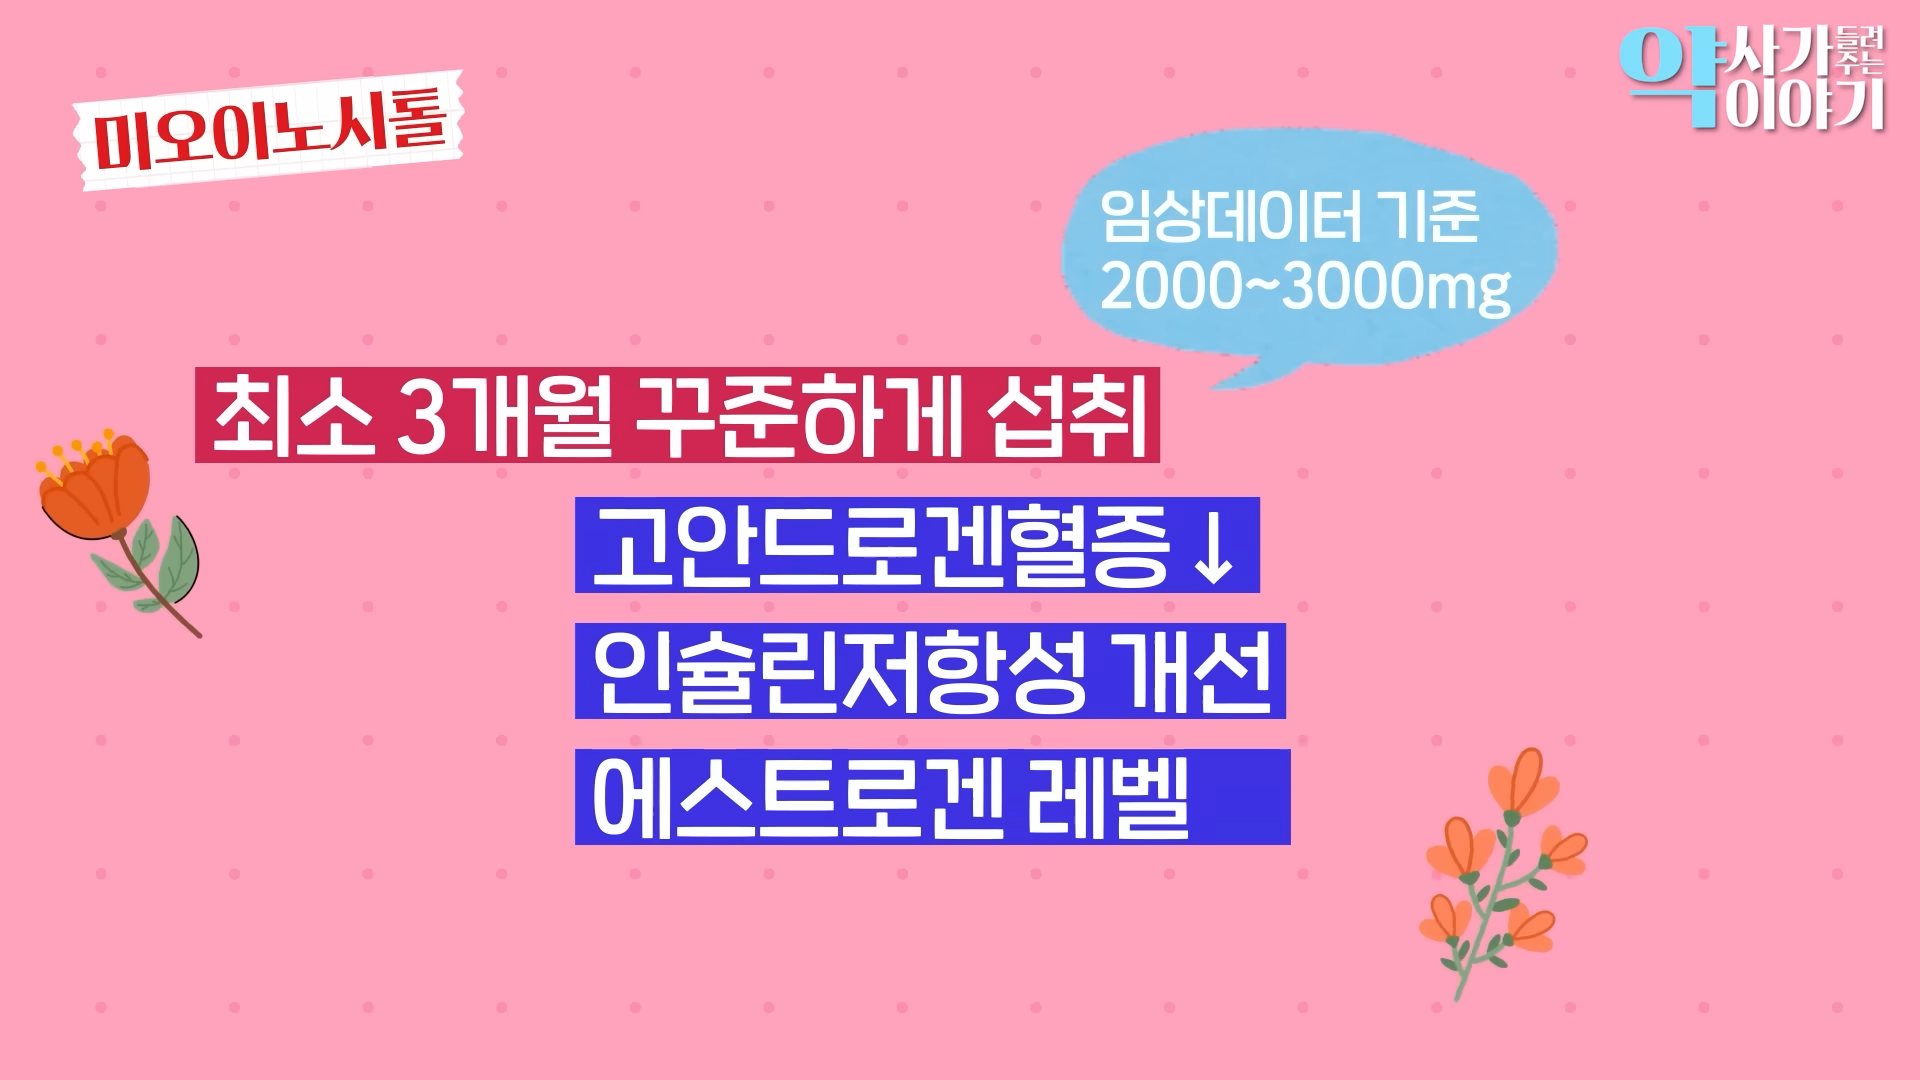 미오이노시톨
약사가 들려주는
이야기
임상데이터 기준
2000~3000mg
최소 3개월 꾸준하게 섭취
고안드로겐혈증↓
인슐린저항성 개선
에스트로겐 레벨